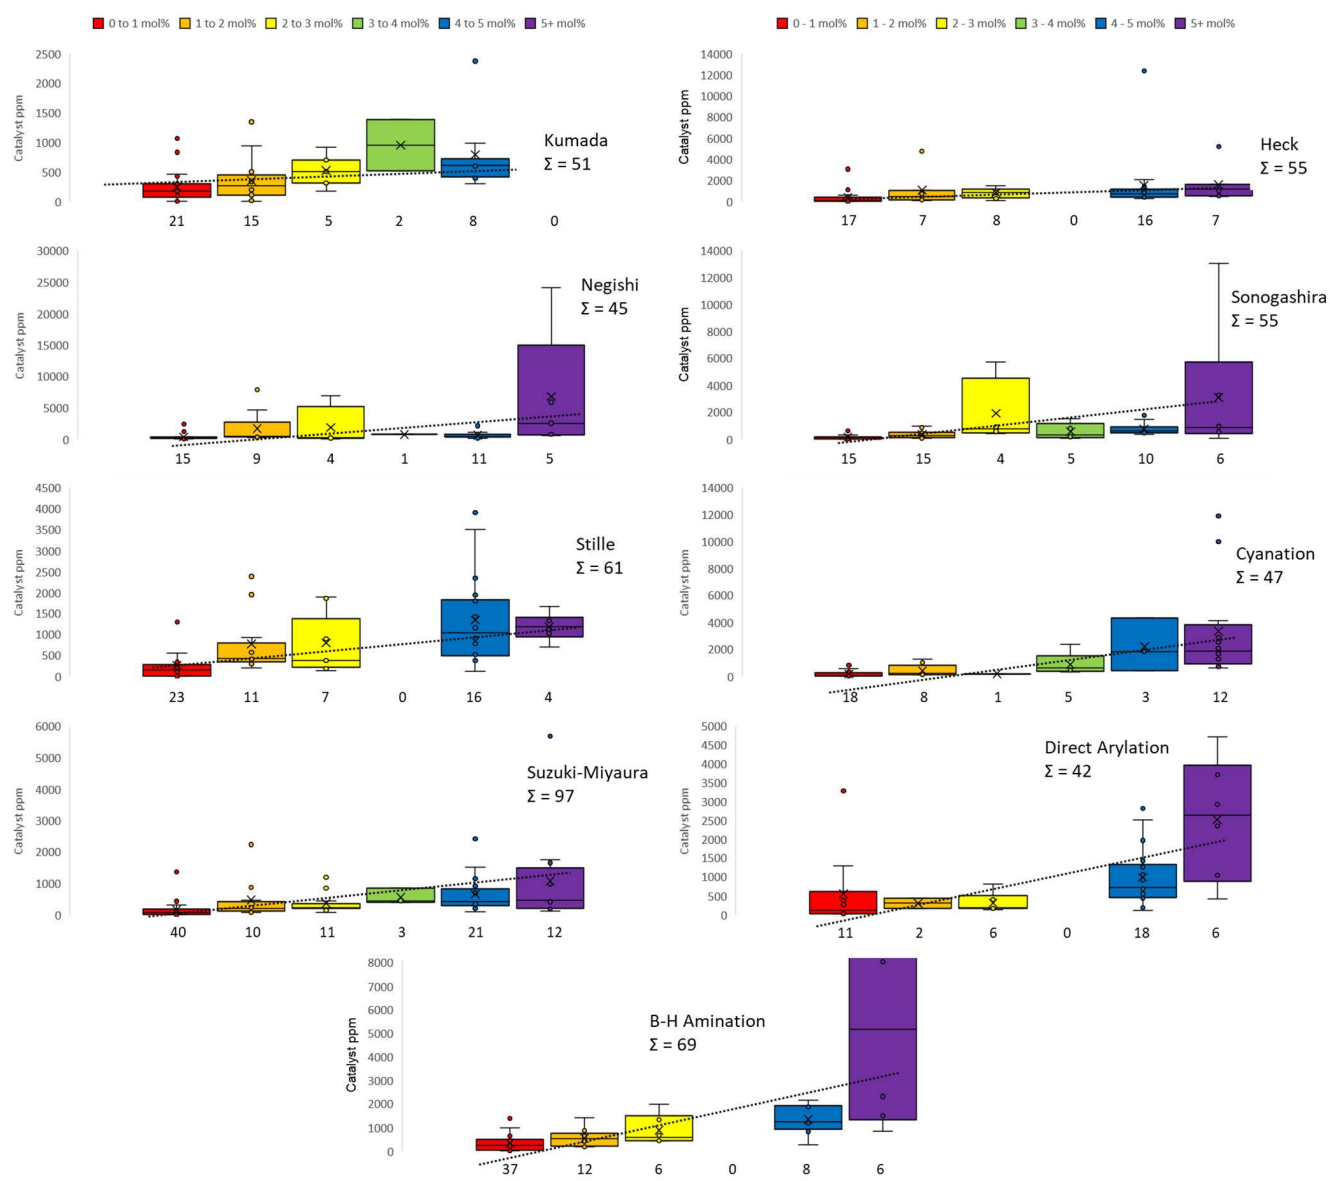 0 to 1 mol% 1 to 2 mol% 2 to 3 mol% 3 to 4 mol% 4 to 5 mol% 5+ mol%
2500
2000
1500
1000
500
0
Catalyst ppm
Kumada
Σ = 51
21 15 5 2 8 0
0 - 1 mol% 1 - 2 mol% 2 - 3 mol% 3 - 4 mol% 4 - 5 mol% 5+ mol%
14000
12000
10000
8000
6000
4000
2000
0
Catalyst ppm
Heck
Σ = 55
17 7 8 0 16 7
30000
25000
20000
15000
10000
5000
0
Catalyst ppm
Negishi
Σ = 45
15 9 4 1 11 5
14000
12000
10000
8000
6000
4000
2000
0
Catalyst ppm
Sonogashira
Σ = 55
15 15 4 5 10 6
4500
4000
3500
3000
2500
2000
1500
1000
500
0
Catalyst ppm
Stille
Σ = 61
23 11 7 0 16 4
14000
12000
10000
8000
6000
4000
2000
0
Catalyst ppm
Cyanation
Σ = 47
18 8 1 5 3 12
6000
5000
4000
3000
2000
1000
0
Catalyst ppm
Suzuki-Miyaura
Σ = 97
40 10 11 3 21 12
5000
4500
4000
3500
3000
2500
2000
1500
1000
500
0
Catalyst ppm
Direct Arylation
Σ = 42
11 2 6 0 18 6
8000
7000
6000
5000
4000
3000
2000
1000
0
Catalyst ppm
B-H Amination
Σ = 69
37 12 6 0 8 6